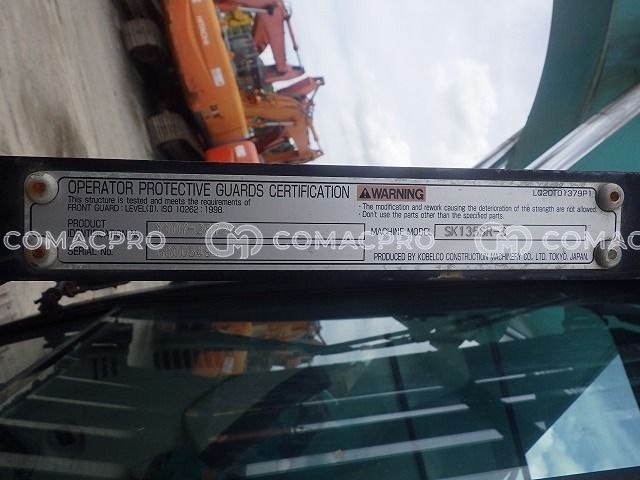 HITACHI
OPERATOR PROTECTIVE GUARDS CERTIFICATION
This structure is tested and meets the requirements of
FRONT GUARD : LEVEL(II), ISO 10262 : 1998.
WARNING
LQ20T01379P1
· The modification and rework causing the deterioration of the strength are not allowed.
· Don't use the parts other than the specified parts.
PRODUCT
MACHINE MODEL
SERIAL NO.
PRODUCED BY KOBELCO CONSTRUCTION MACHINERY CO., LTD. TOKYO, JAPAN.
COMACPRO
COMACPRO
COMACPRO